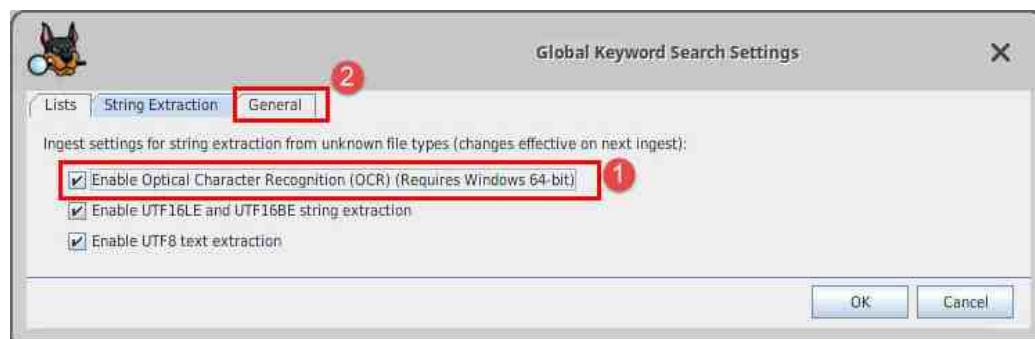 Global Keyword Search Settings
2
Lists String Extraction General
Ingest settings for string extraction from unknown file types (changes effective on next ingest):
Enable Optical Character Recognition (OCR) (Requires Windows 64-bit) 1
Enable UTF16LE and UTF16BE string extraction
Enable UTF8 text extraction
OK Cancel